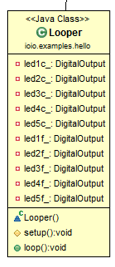 <<Java Class>>
C Looper
ioio.examples.hello
led1c_: DigitalOutput
led2c_: DigitalOutput
led3c_: DigitalOutput
led4c_: DigitalOutput
led5c_: DigitalOutput
led1f_: DigitalOutput
led2f_: DigitalOutput
led3f_: DigitalOutput
led4f_: DigitalOutput
led5f_: DigitalOutput
C Looper()
setup():void
loop():void